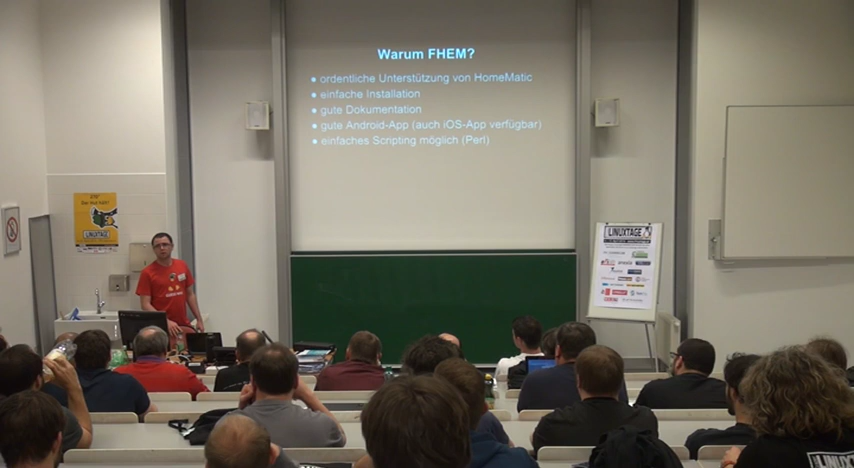 Warum FHEM?
● ordentliche Unterstützung von HomeMatic
● einfache Installation
● gute Dokumentation
● gute Android-App (auch iOS-App verfügbar)
● einfaches Scripting möglich (Perl)
LINUXTAGE
LINUXTAGE